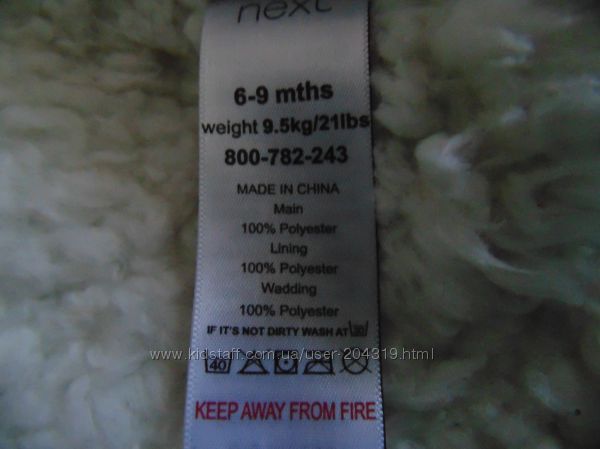 next
6-9 mths
weight 9.5kg/21lbs
800-782-243
MADE IN CHINA
Main
100% Polyester
Lining
100% Polyester
Wadding
100% Polyester
IF IT'S NOT DIRTY WASH AT 30
www.kidstaff.com.ua/user-204319.html
40
KEEP AWAY FROM FIRE